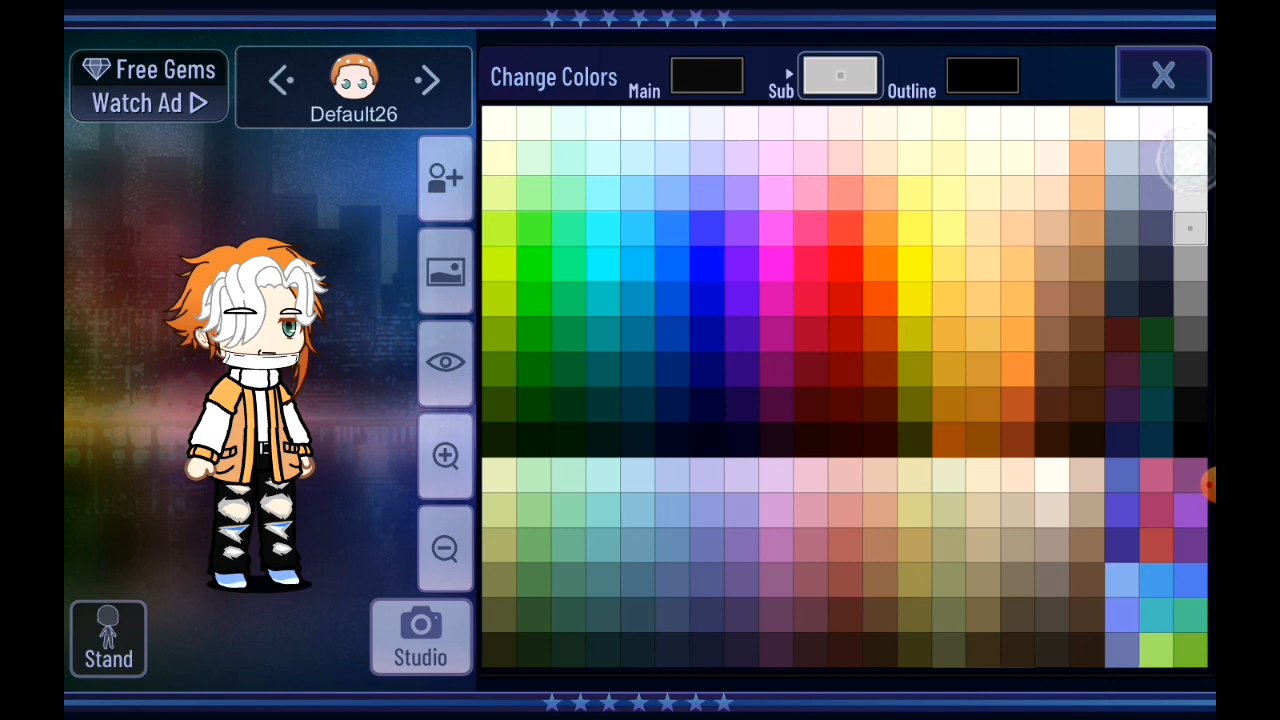 Free Gems
Watch Ad
Default26
Change Colors
Main
Sub
Outline
X
Stand
Studio